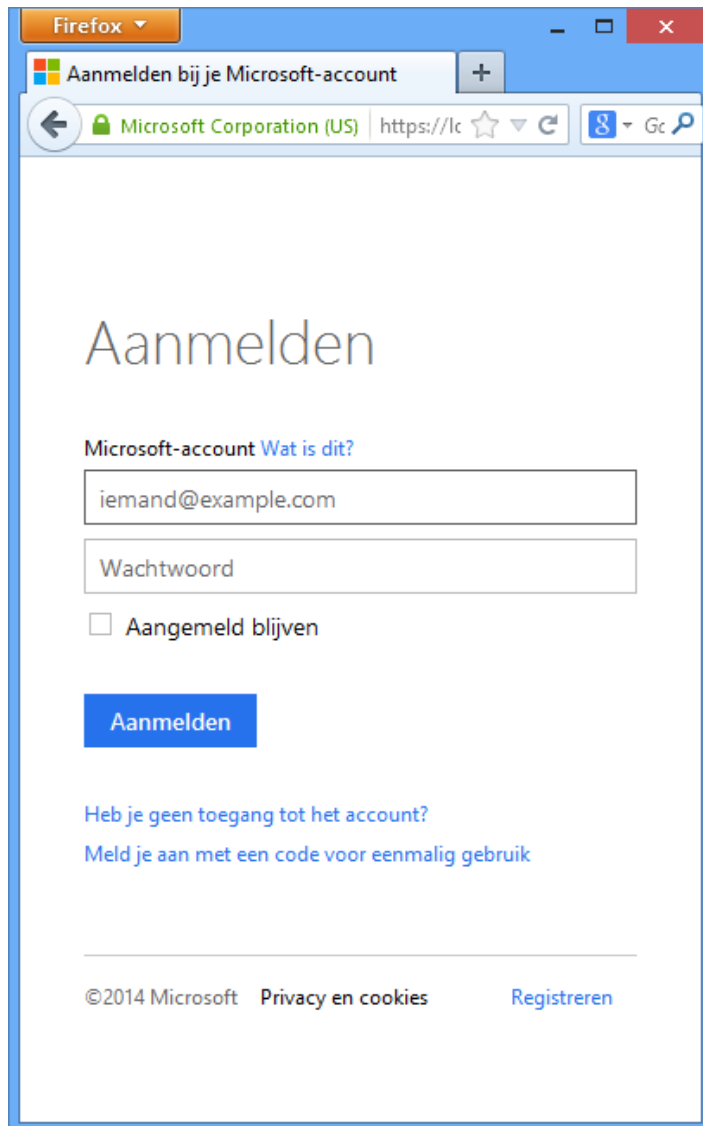 Firefox
Aanmelden bij je Microsoft-account
Microsoft Corporation (US) https://lc Gc
Aanmelden
Microsoft-account Wat is dit?
iemand@example.com
Wachtwoord
Aangemeld blijven
Aanmelden
Heb je geen toegang tot het account?
Meld je aan met een code voor eenmalig gebruik
©2014 Microsoft Privacy en cookies Registreren